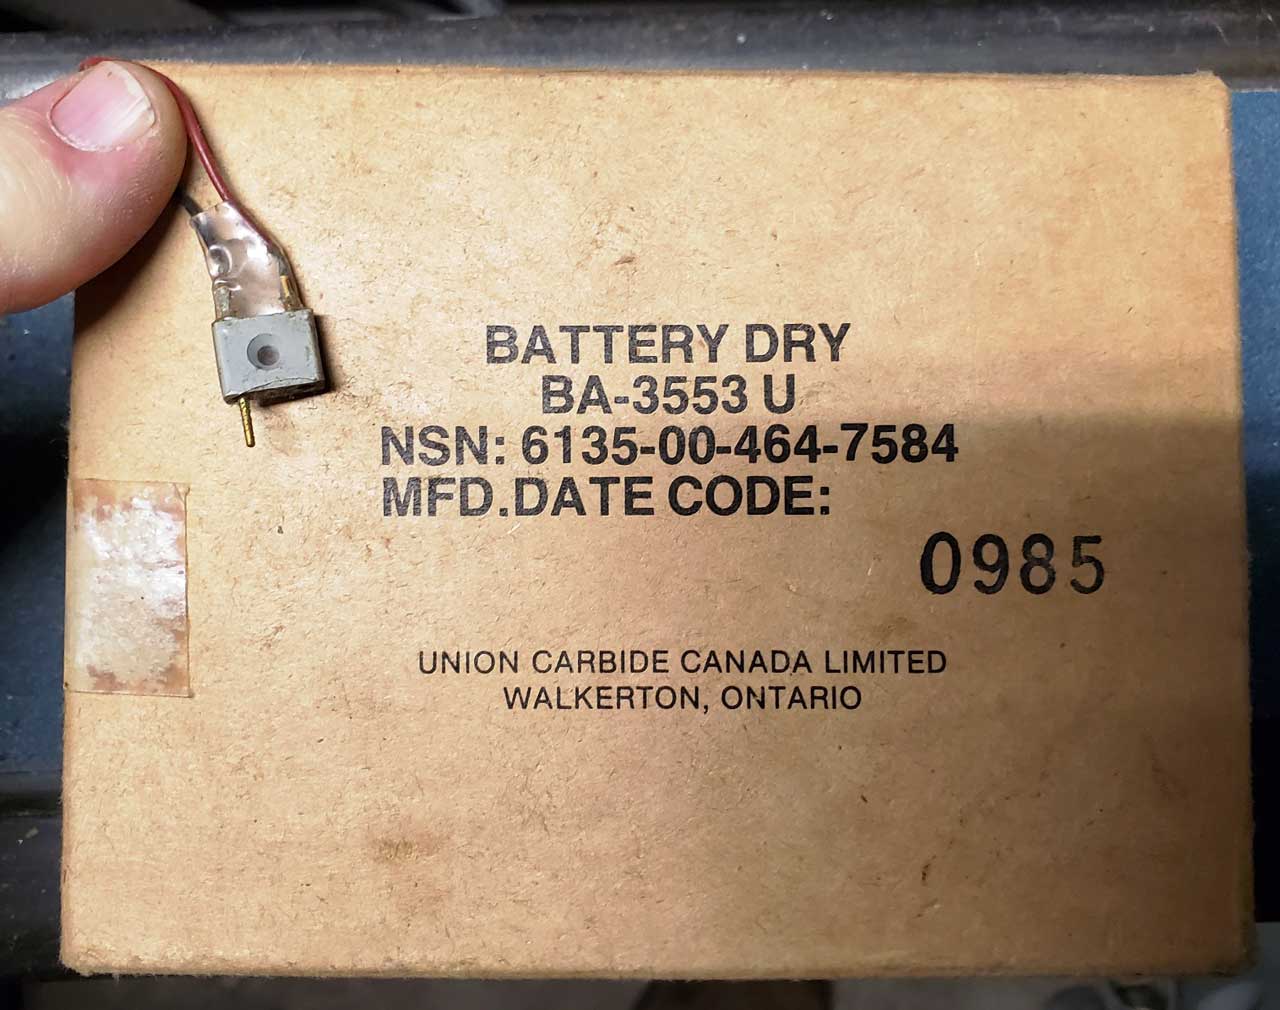 BATTERY DRY
BA-3553 U
NSN: 6135-00-464-7584
MFD.DATE CODE:
0985
UNION CARBIDE CANADA LIMITED
WALKERTON, ONTARIO